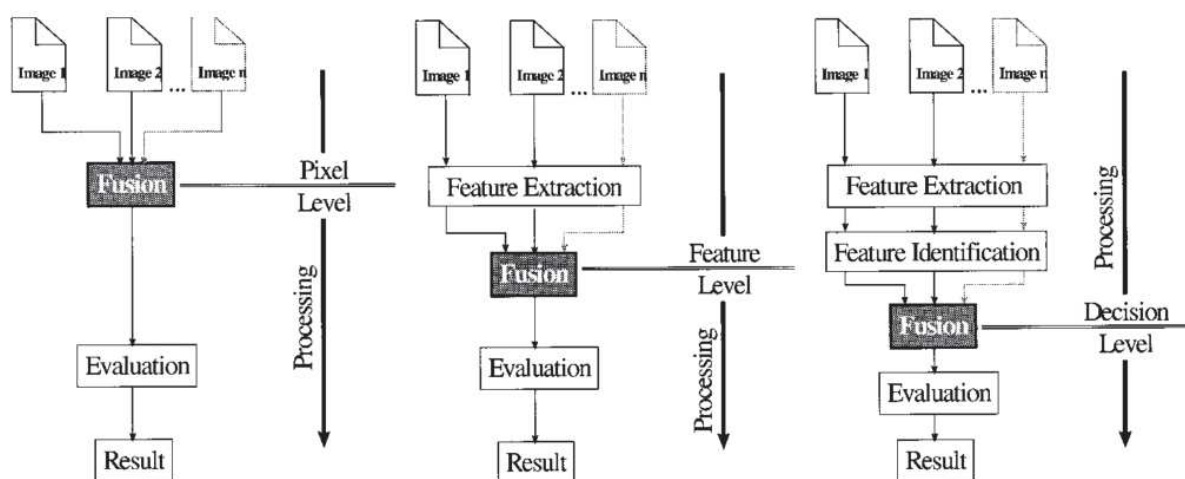 Image 1
Image 2
...
Image n
Fusion
Pixel
Level
Processing
Evaluation
Result
Image 1
Image 2
...
Image n
Feature Extraction
Fusion
Feature
Level
Processing
Evaluation
Result
Image 1
Image 2
...
Image n
Feature Extraction
Feature Identification
Processing
Fusion
Decision
Level
Evaluation
Result